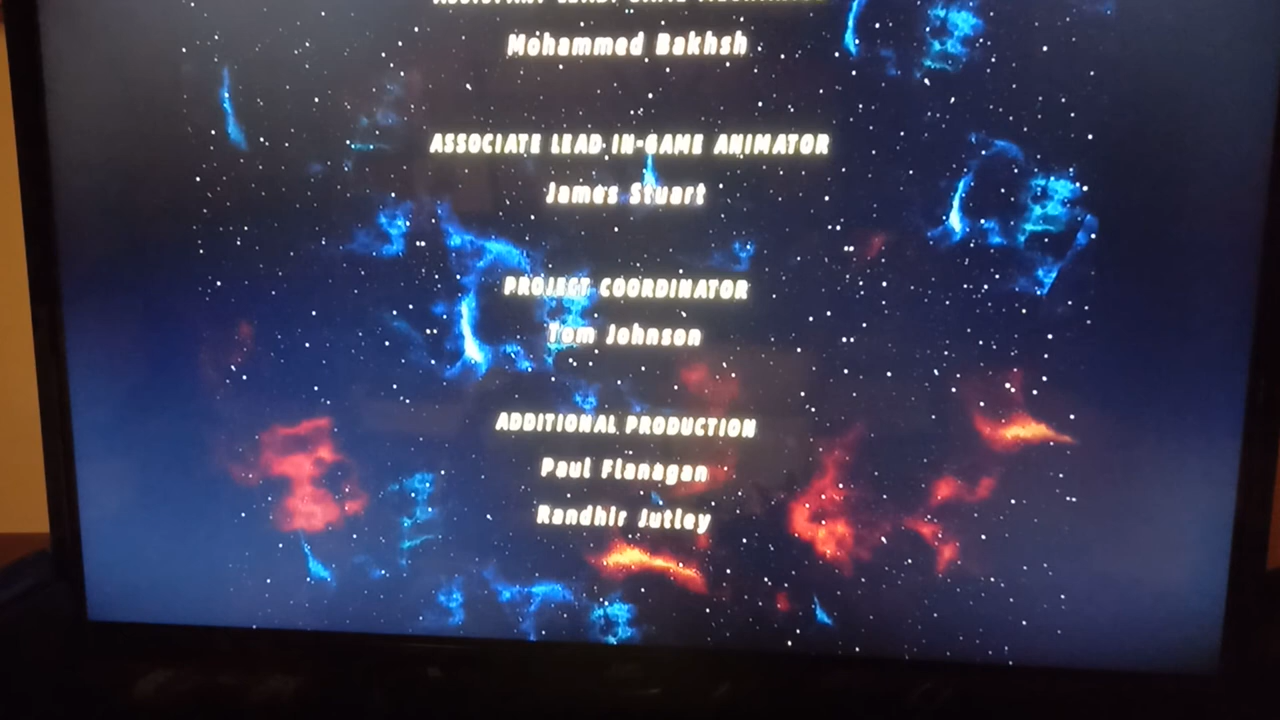 Mohammed Bakhsh
ASSOCIATE LEAD IN-GAME ANIMATOR
James Stuart
PROJECT COORDINATOR
Tom Johnson
ADDITIONAL PRODUCTION
Paul Flanagan
Randhir Jutley